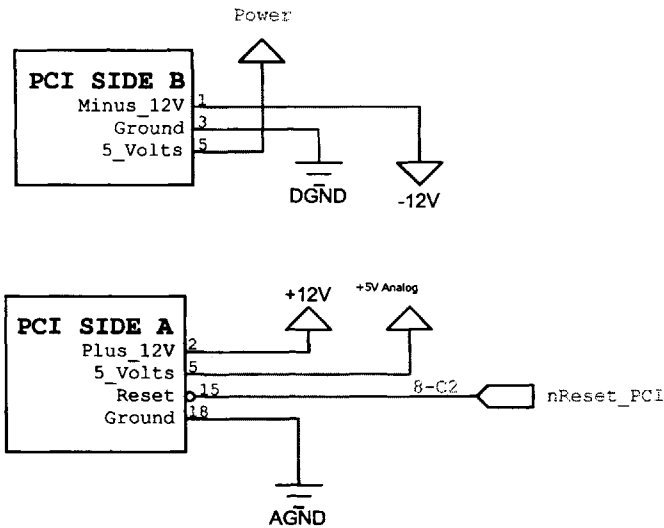 Power
PCI SIDE B
Minus_12V 1
Ground 3
5_Volts 5
DGND
-12V
+12V
+5V Analog
PCI SIDE A
Plus_12V 2
5_Volts 5
Reset 15
8-C2
nReset_PCI
Ground 18
AGND